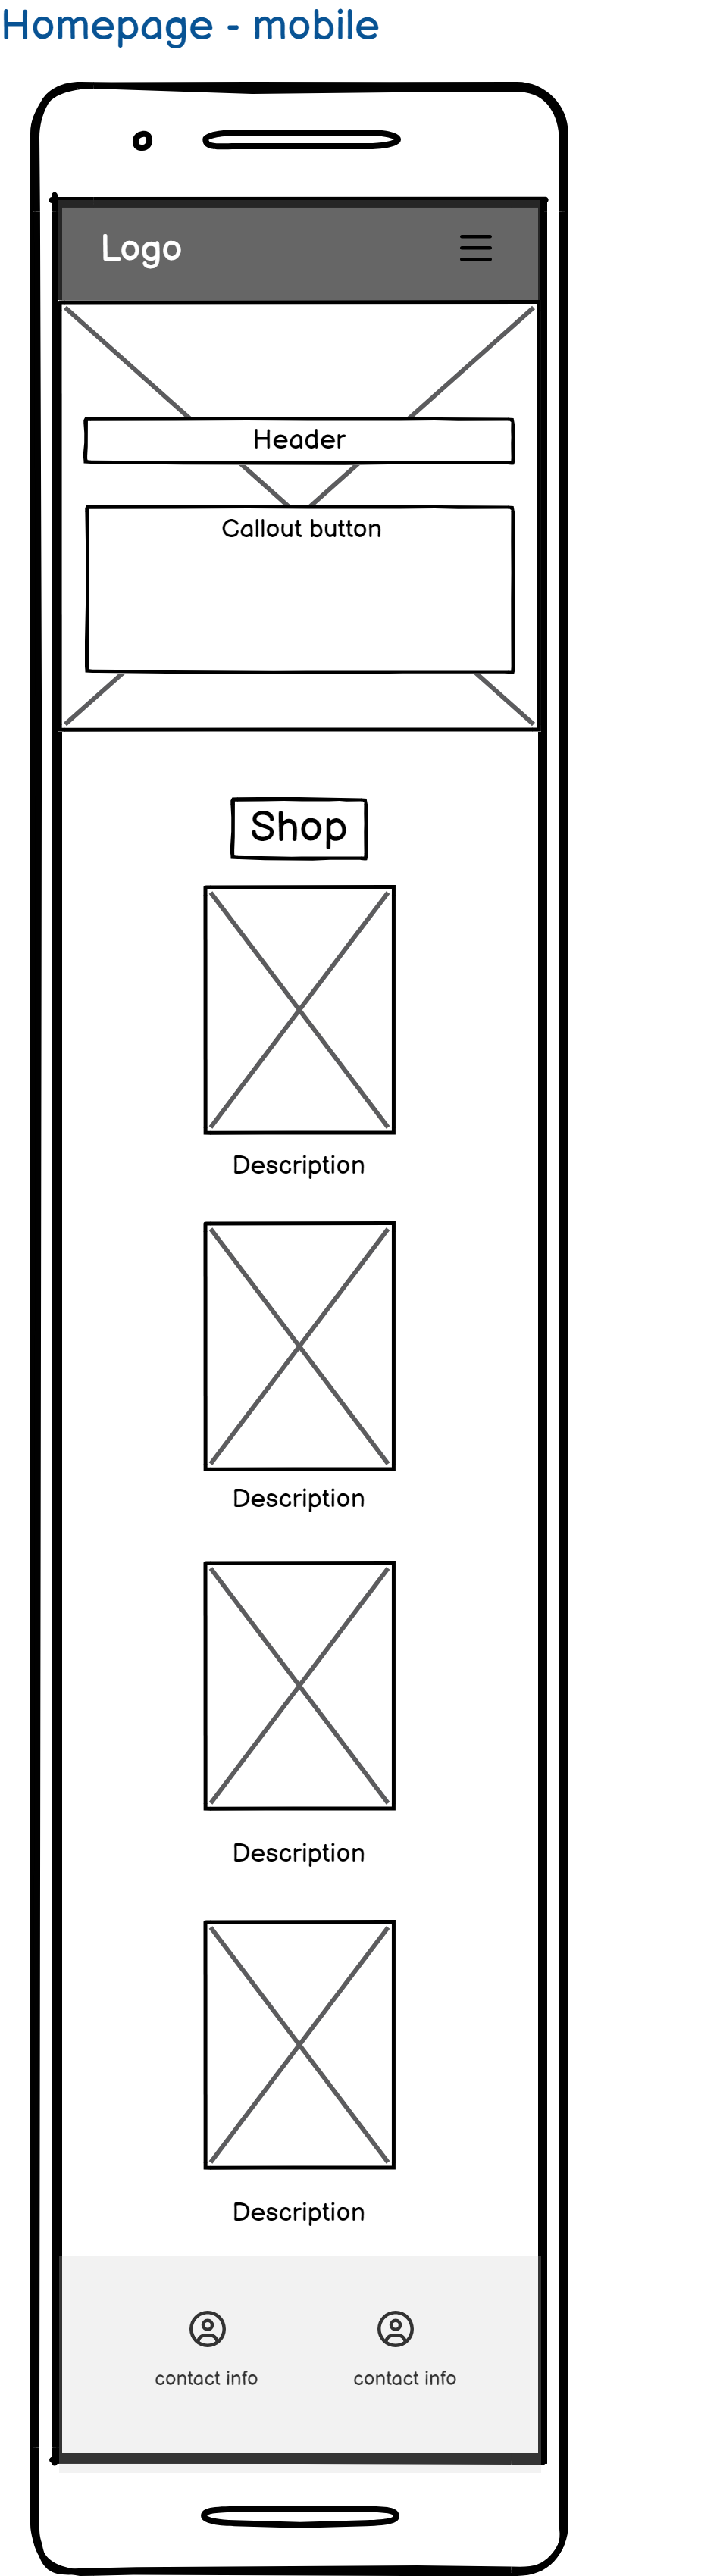 Homepage - mobile
Logo
Header
Callout button
Shop
Description
Description
Description
Description
contact info contact info